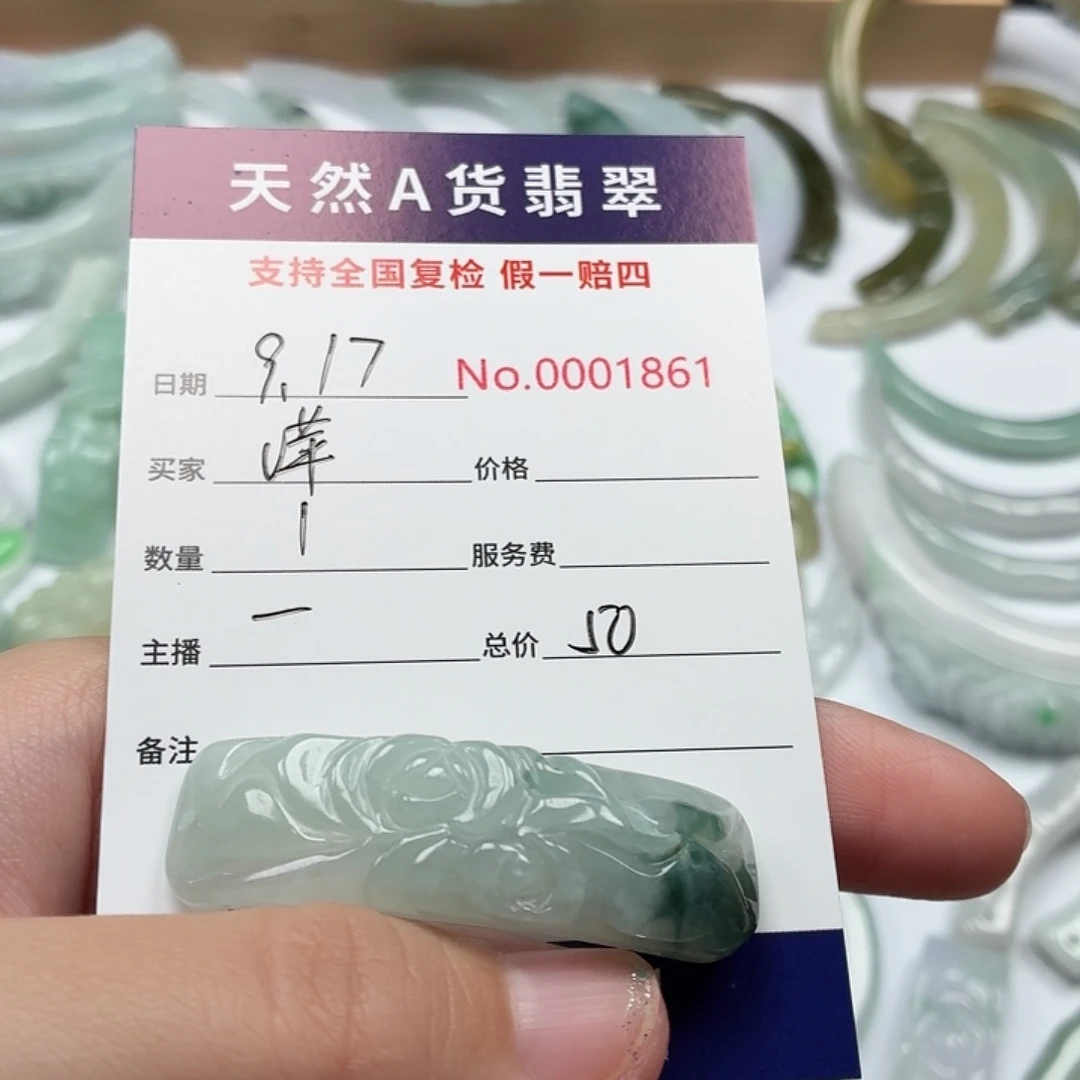 天然A货翡翠
支持全国复检 假一赔四
日期 9.17 No.0001861
买家 萍 价格
数量 1 服务费
主播 一 总价 50
备注